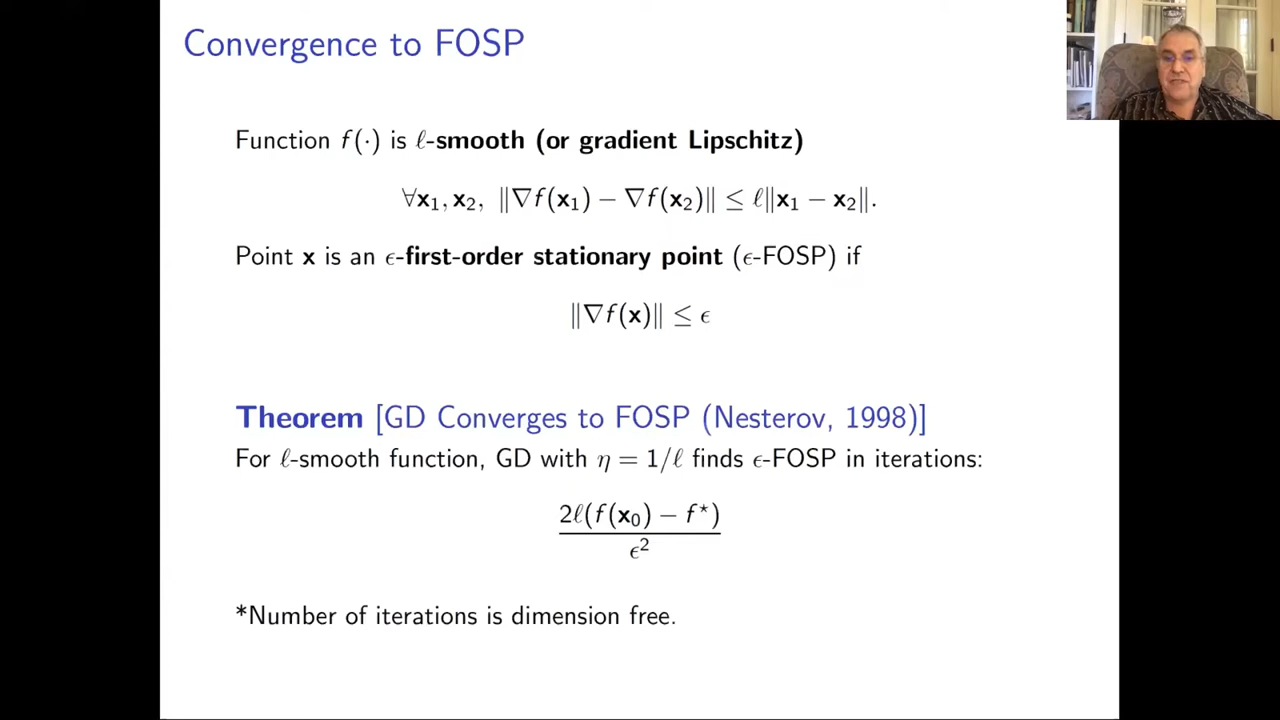 Convergence to FOSP
Function f(·) is ℓ-smooth (or gradient Lipschitz)
∀x₁, x₂, ‖∇f(x₁) − ∇f(x₂)‖ ≤ ℓ‖x₁ − x₂‖.
Point x is an ϵ-first-order stationary point (ϵ-FOSP) if
‖∇f(x)‖ ≤ ϵ
Theorem [GD Converges to FOSP (Nesterov, 1998)]
For ℓ-smooth function, GD with η = 1/ℓ finds ϵ-FOSP in iterations:
2ℓ(f(x₀) − f⋆)
ϵ²
*Number of iterations is dimension free.